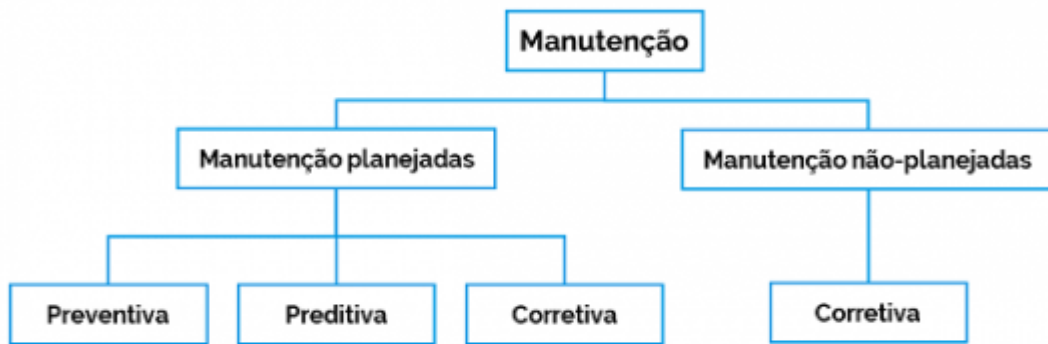 Manutenção
Manutenção planejadas
Manutenção não-planejadas
Preventiva
Preditiva
Corretiva
Corretiva